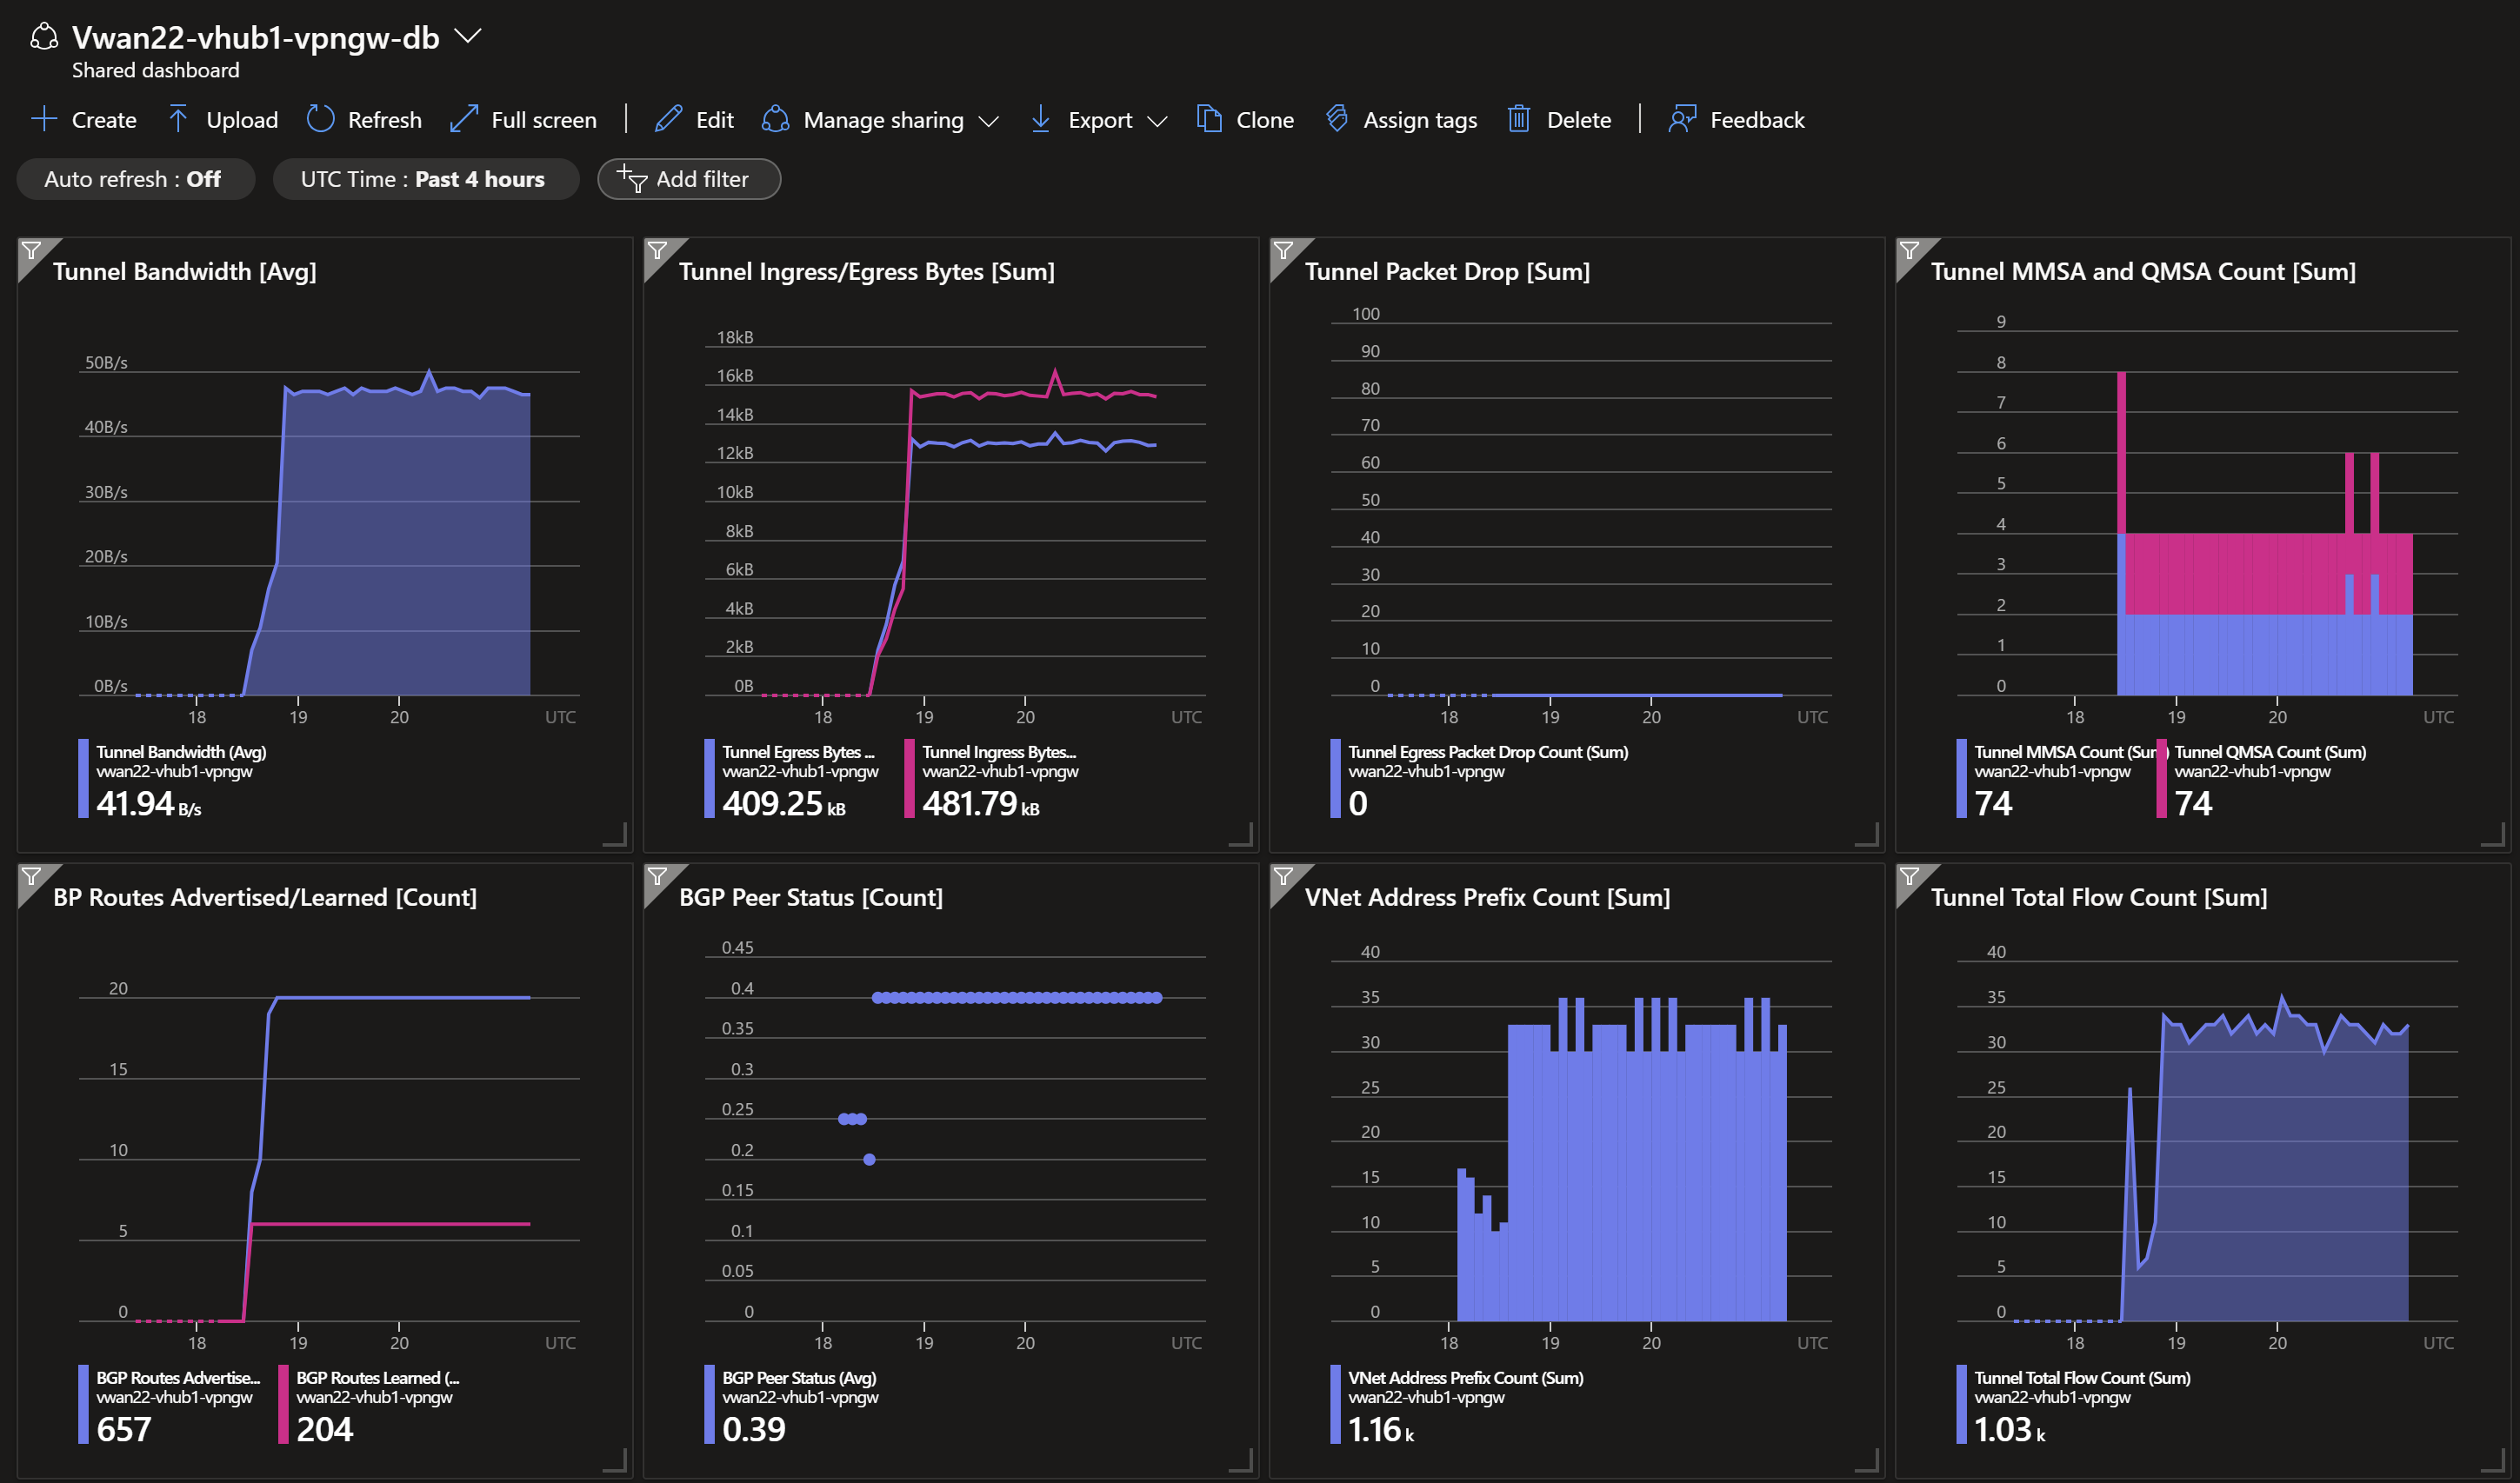 Vwan22-vhub1-vpngw-db
Shared dashboard
Create Upload Refresh Full screen Edit Manage sharing Export Clone Assign tags Delete Feedback
Auto refresh : Off UTC Time : Past 4 hours Add filter
Tunnel Bandwidth [Avg]
50B/s
40B/s
30B/s
20B/s
10B/s
0B/s
18 19 20 UTC
Tunnel Bandwidth (Avg)
vwan22-vhub1-vpngw
41.94 B/s
Tunnel Ingress/Egress Bytes [Sum]
18kB
16kB
14kB
12kB
10kB
8kB
6kB
4kB
2kB
0B
18 19 20 UTC
Tunnel Egress Bytes ... Tunnel Ingress Bytes...
vwan22-vhub1-vpngw vwan22-vhub1-vpngw
409.25 kB 481.79 kB
Tunnel Packet Drop [Sum]
100
90
80
70
60
50
40
30
20
10
0
18 19 20 UTC
Tunnel Egress Packet Drop Count (Sum)
vwan22-vhub1-vpngw
0
Tunnel MMSA and QMSA Count [Sum]
9
8
7
6
5
4
3
2
1
0
18 19 20 UTC
Tunnel MMSA Count (Sum) Tunnel QMSA Count (Sum)
vwan22-vhub1-vpngw vwan22-vhub1-vpngw
74 74
BP Routes Advertised/Learned [Count]
20
15
10
5
0
18 19 20 UTC
BGP Routes Advertise... BGP Routes Learned (...
vwan22-vhub1-vpngw vwan22-vhub1-vpngw
657 204
BGP Peer Status [Count]
0.45
0.4
0.35
0.3
0.25
0.2
0.15
0.1
0.05
0
18 19 20 UTC
BGP Peer Status (Avg)
vwan22-vhub1-vpngw
0.39
VNet Address Prefix Count [Sum]
40
35
30
25
20
15
10
5
0
18 19 20 UTC
VNet Address Prefix Count (Sum)
vwan22-vhub1-vpngw
1.16 k
Tunnel Total Flow Count [Sum]
40
35
30
25
20
15
10
5
0
18 19 20 UTC
Tunnel Total Flow Count (Sum)
vwan22-vhub1-vpngw
1.03 k